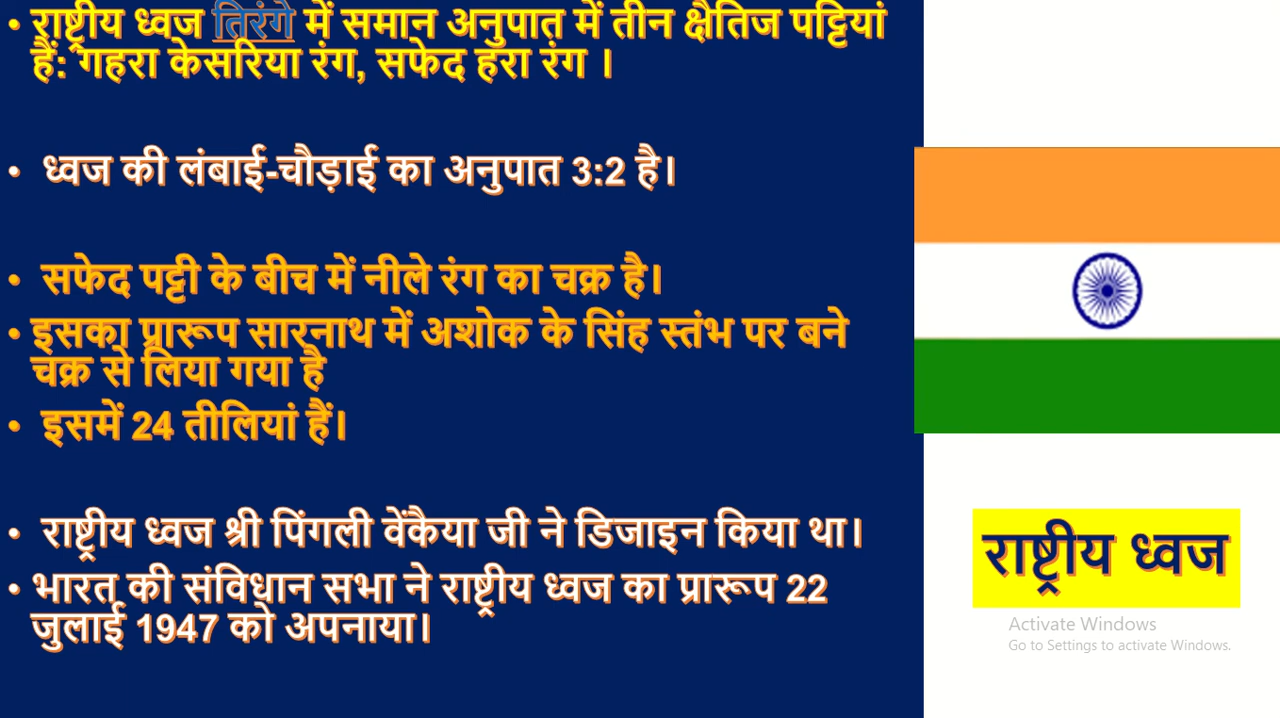 • राष्ट्रीय ध्वज तिरंगे में समान अनुपात में तीन क्षैतिज पट्टियां
हैं: गहरा केसरिया रंग, सफेद हरा रंग ।
• ध्वज की लंबाई-चौड़ाई का अनुपात 3:2 है।
• सफेद पट्टी के बीच में नीले रंग का चक्र है।
• इसका प्रारूप सारनाथ में अशोक के सिंह स्तंभ पर बने
चक्र से लिया गया है
• इसमें 24 तीलियां हैं।
• राष्ट्रीय ध्वज श्री पिंगली वेंकैया जी ने डिजाइन किया था।
• भारत की संविधान सभा ने राष्ट्रीय ध्वज का प्रारूप 22
जुलाई 1947 को अपनाया।
राष्ट्रीय ध्वज
Activate Windows
Go to Settings to activate Windows.